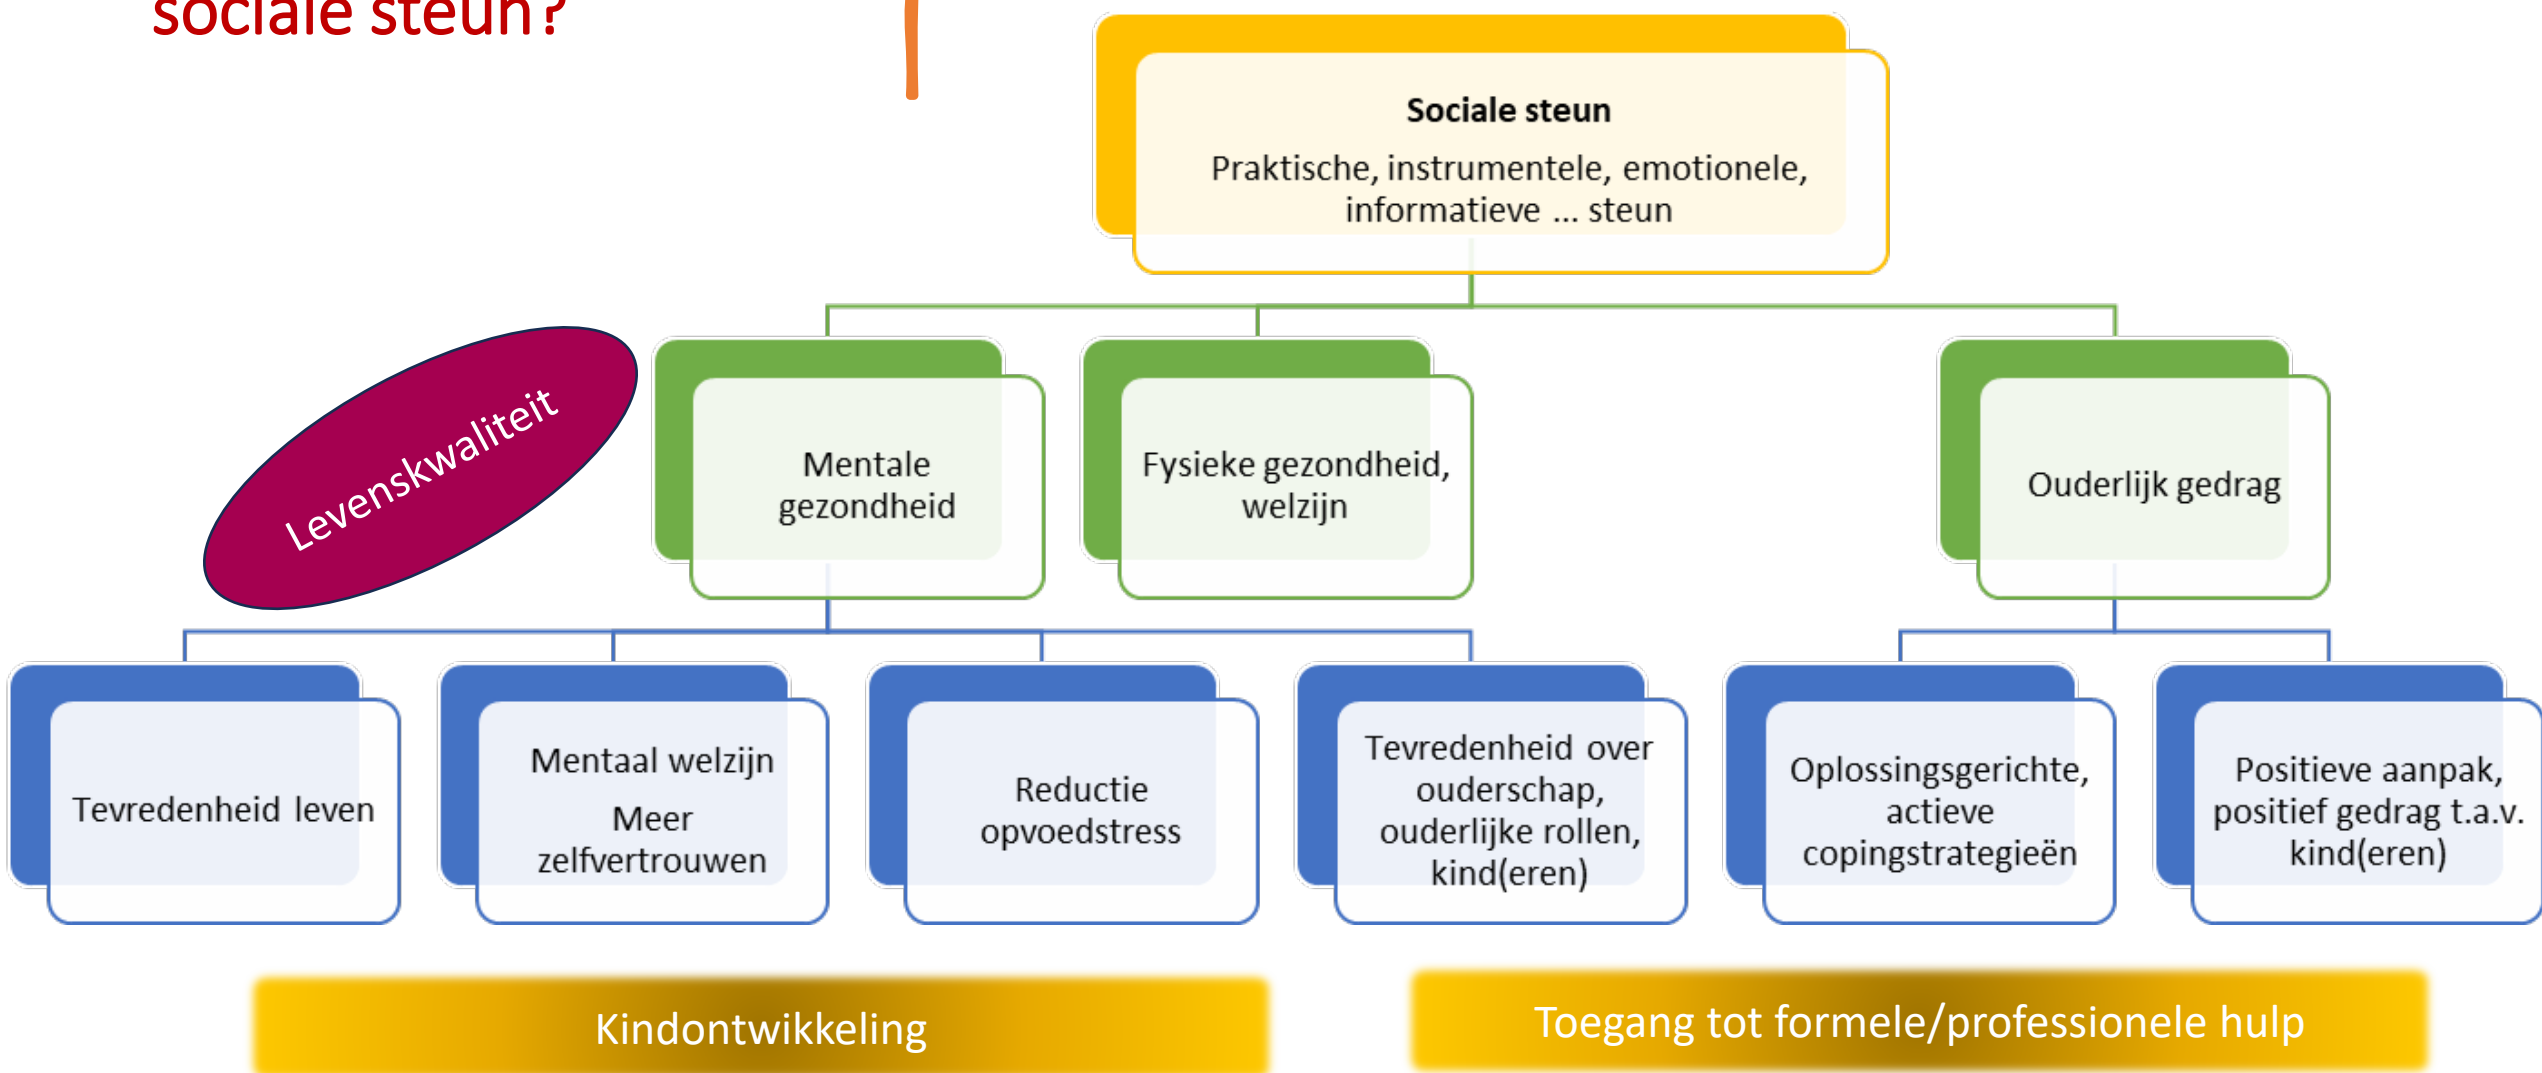 sociale steun?
Sociale steun
Praktische, instrumentele, emotionele,
informatieve ... steun
Levenskwaliteit
Mentale
gezondheid
Fysieke gezondheid,
welzijn
Ouderlijk gedrag
Tevredenheid leven
Mentaal welzijn
Meer
zelfvertrouwen
Reductie
opvoedstress
Tevredenheid over
ouderschap,
ouderlijke rollen,
kind(eren)
Oplossingsgerichte,
actieve
copingstrategieën
Positieve aanpak,
positief gedrag t.a.v.
kind(eren)
Kindontwikkeling
Toegang tot formele/professionele hulp